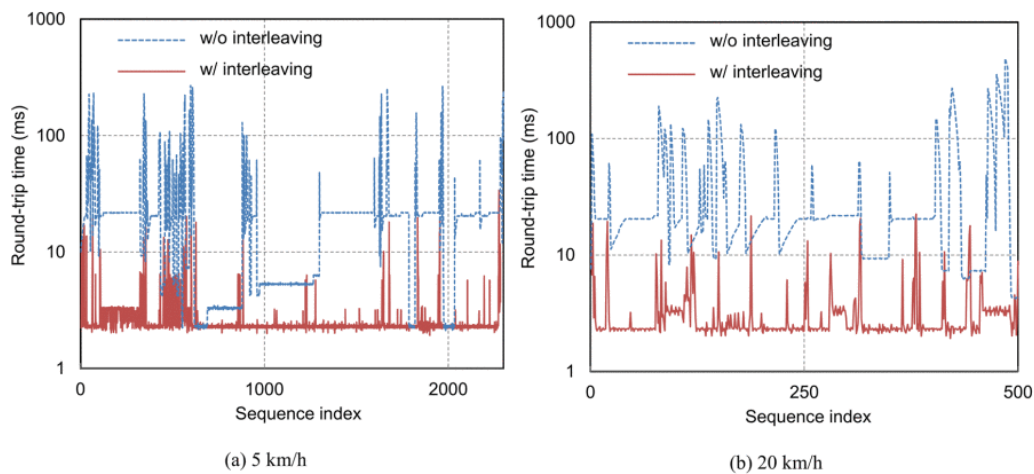 1000
100
10
1
Round-trip time (ms)
w/o interleaving
w/ interleaving
0
1000
2000
Sequence index
(a) 5 km/h
1000
100
10
1
Round-trip time (ms)
w/o interleaving
w/ interleaving
0
250
500
Sequence index
(b) 20 km/h